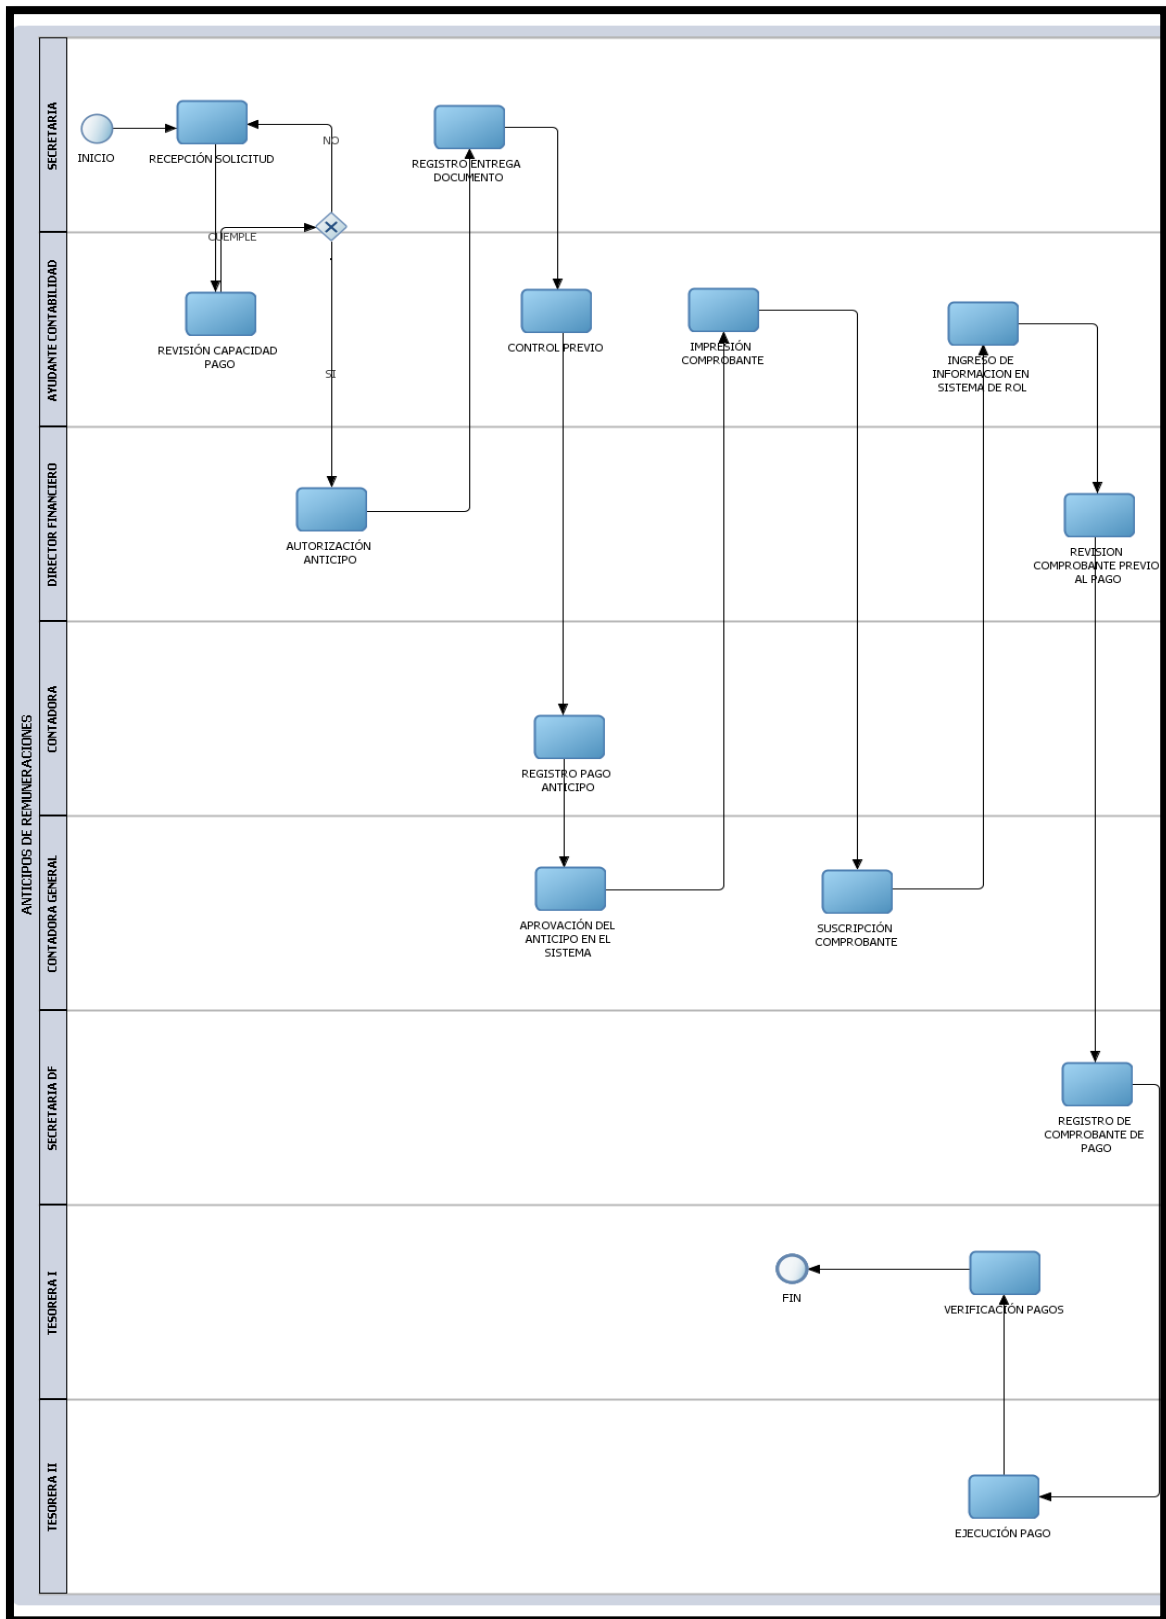 ANTICIPOS DE REMUNERACIONES
SECRETARIA
INICIO
RECEPCIÓN SOLICITUD
NO
REGISTRO ENTREGA
DOCUMENTO
AYUDANTE CONTABILIDAD
CUEMPLE
REVISIÓN CAPACIDAD
PAGO
SI
CONTROL PREVIO
IMPRESIÓN
COMPROBANTE
INGRESO DE
INFORMACION EN
SISTEMA DE ROL
DIRECTOR FINANCIERO
AUTORIZACIÓN
ANTICIPO
REVISION
COMPROBANTE PREVIO
AL PAGO
CONTADORA
REGISTRO PAGO
ANTICIPO
CONTADORA GENERAL
APROVACIÓN DEL
ANTICIPO EN EL
SISTEMA
SUSCRIPCIÓN
COMPROBANTE
SECRETARIA DF
REGISTRO DE
COMPROBANTE DE
PAGO
TESORERA I
FIN
VERIFICACIÓN PAGOS
TESORERA II
EJECUCIÓN PAGO